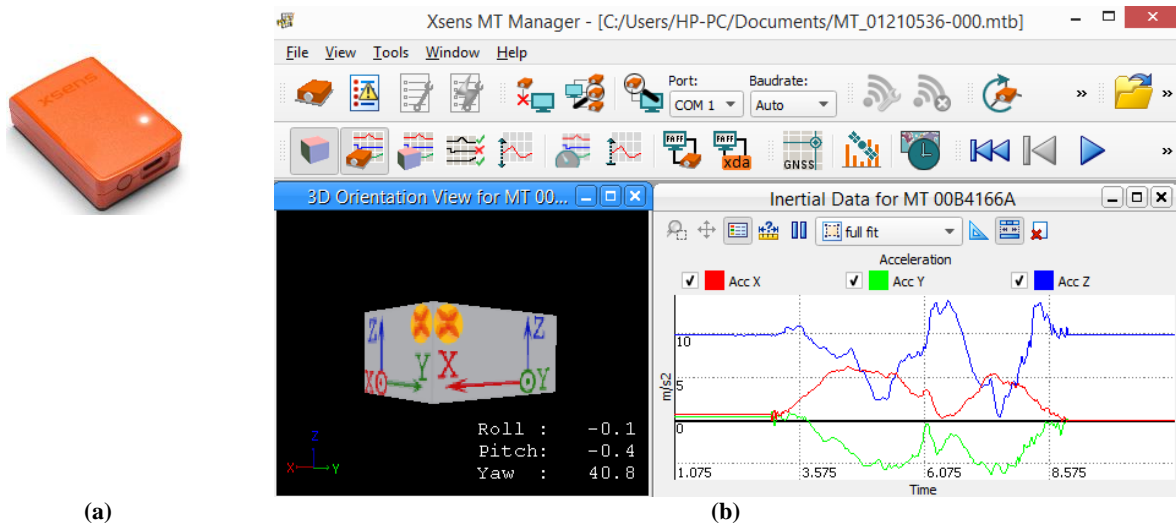 xsens
Xsens MT Manager - [C:/Users/HP-PC/Documents/MT_01210536-000.mtb]
File View Tools Window Help
Port: Baudrate:
COM 1 Auto
»
»
FAFF FAFF
xda
GNSS
»
3D Orientation View for MT 00...
Inertial Data for MT 00B4166A
full fit
Acceleration
Acc X Acc Y Acc Z
10
5
0
m/s2
1.075 3.575 6.075 8.575
Time
Z Z
X Y X Y
Roll : -0.1
Pitch: -0.4
Yaw : 40.8
Z
X Y
(a) (b)